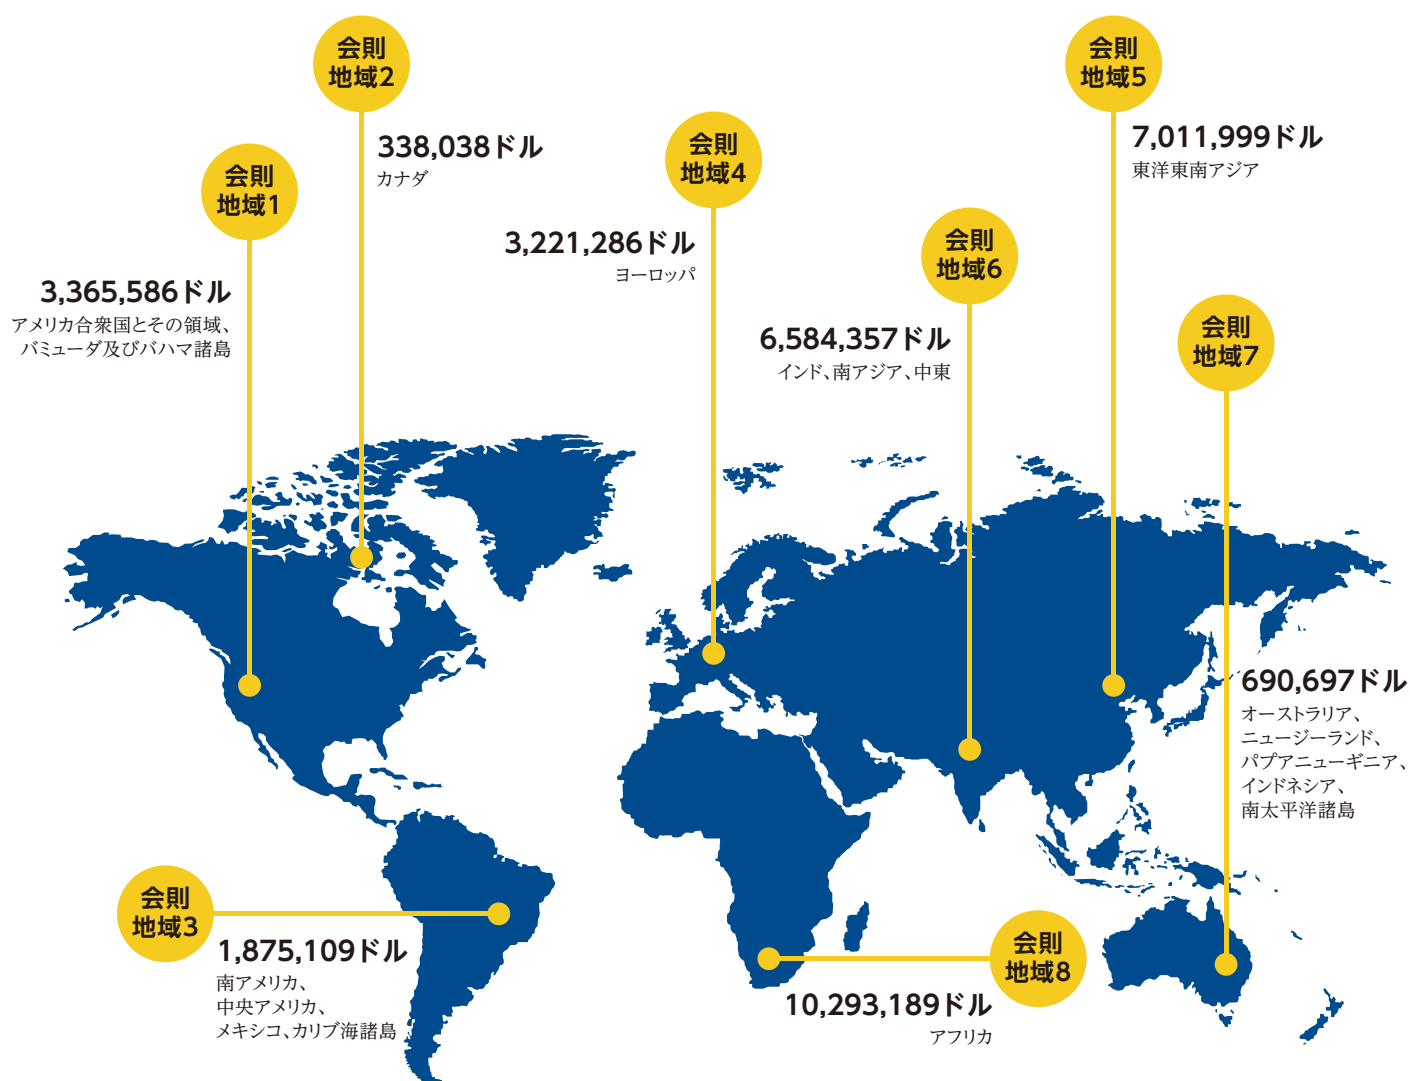 会則
地域1
3,365,586ドル
アメリカ合衆国とその領域、
バミューダ及びバハマ諸島
会則
地域2
338,038ドル
カナダ
会則
地域4
3,221,286ドル
ヨーロッパ
会則
地域6
6,584,357ドル
インド、南アジア、中東
会則
地域5
7,011,999ドル
東洋東南アジア
会則
地域7
690,697ドル
オーストラリア、
ニュージーランド、
パプアニューギニア、
インドネシア、
南太平洋諸島
会則
地域3
1,875,109ドル
南アメリカ、
中央アメリカ、
メキシコ、カリブ海諸島
会則
地域8
10,293,189ドル
アフリカ